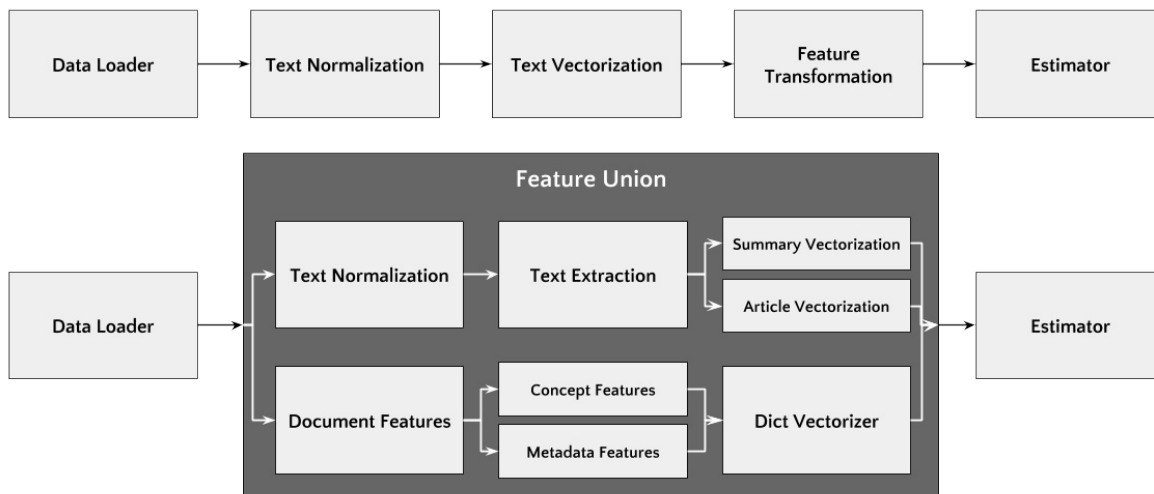 Data Loader
Text Normalization
Text Vectorization
Feature
Transformation
Estimator
Feature Union
Data Loader
Text Normalization
Text Extraction
Summary Vectorization
Article Vectorization
Document Features
Concept Features
Metadada Features
Dict Vectorizer
Estimator